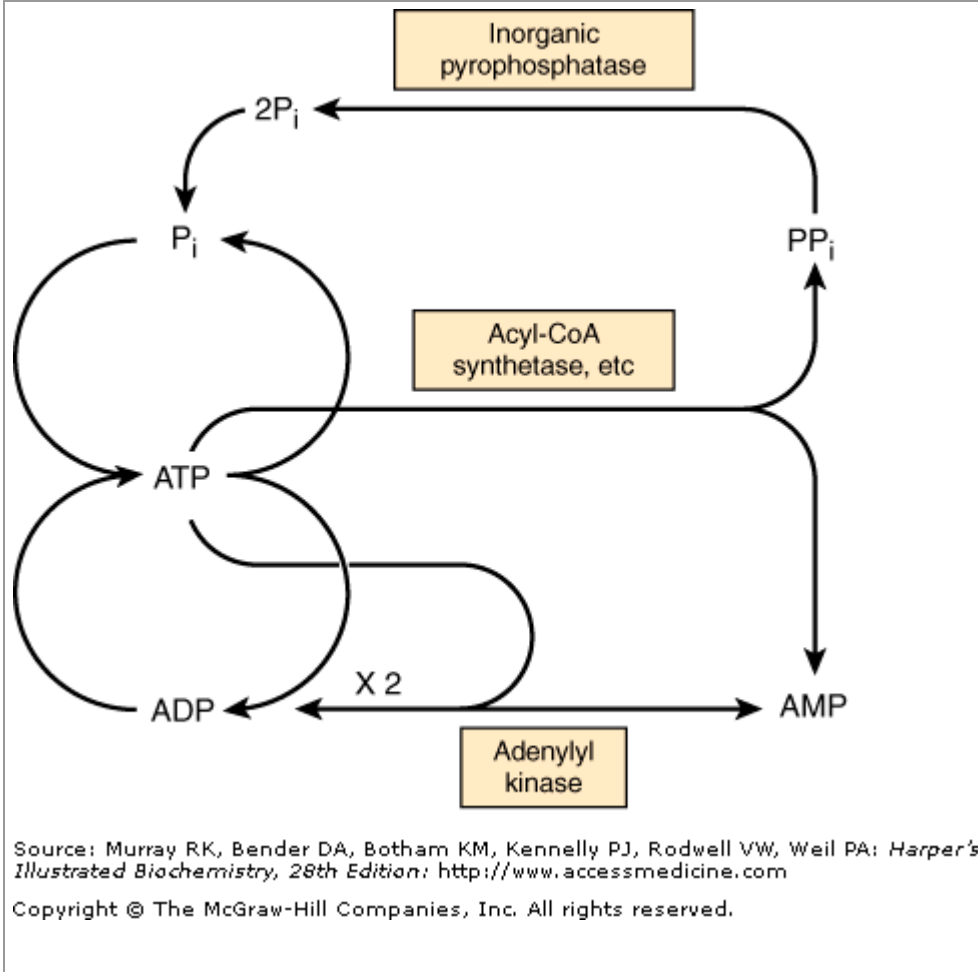 Inorganic
pyrophosphatase
2Pi
Pi
PPi
Acyl-CoA
synthetase, etc
ATP
X 2
ADP
AMP
Adenylyl
kinase
Source: Murray RK, Bender DA, Botham KM, Kennelly PJ, Rodwell VW, Weil PA: Harper's
Illustrated Biochemistry, 28th Edition: http://www.accessmedicine.com
Copyright © The McGraw-Hill Companies, Inc. All rights reserved.